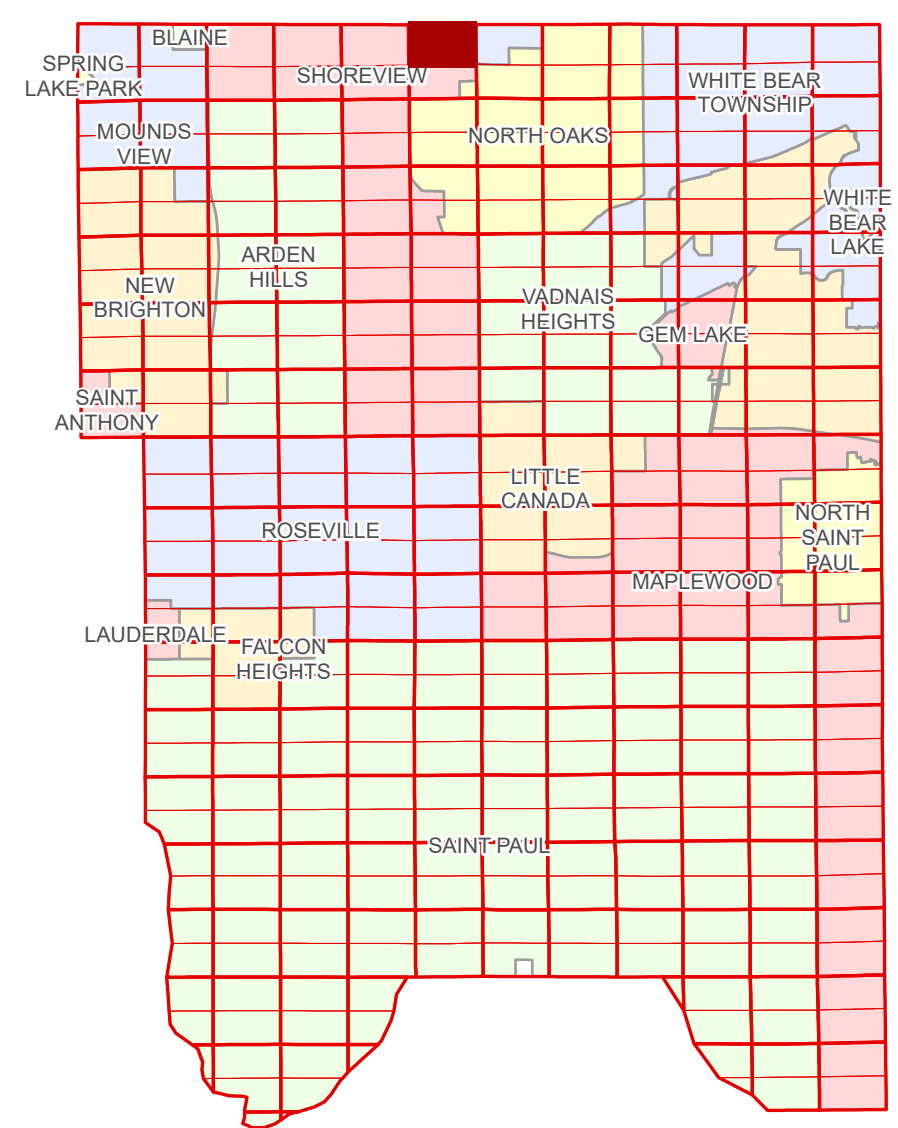 BLAINE
SPRING
LAKE PARK
SHOREVIEW
WHITE BEAR
TOWNSHIP
MOUNDS
VIEW
NORTH OAKS
WHITE
BEAR
LAKE
ARDEN
HILLS
NEW
BRIGHTON
VADNAIS
HEIGHTS
GEM LAKE
SAINT
ANTHONY
LITTLE
CANADA
NORTH
SAINT
PAUL
ROSEVILLE
MAPLEWOOD
LAUDERDALE
FALCON
HEIGHTS
SAINT PAUL